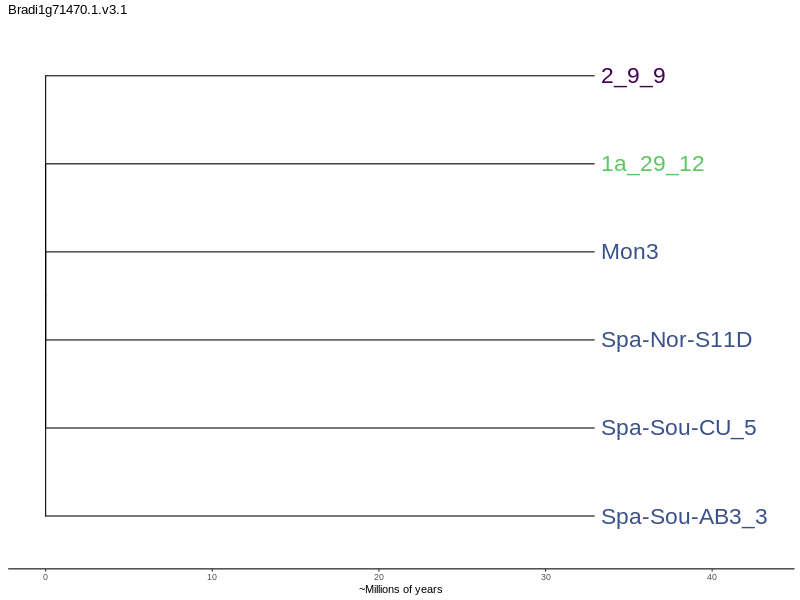 Bradi1g71470.1.v3.1
2_9_9
1a_29_12
Mon3
Spa-Nor-S11D
Spa-Sou-CU_5
Spa-Sou-AB3_3
0 10 20 30 40
~Millions of years